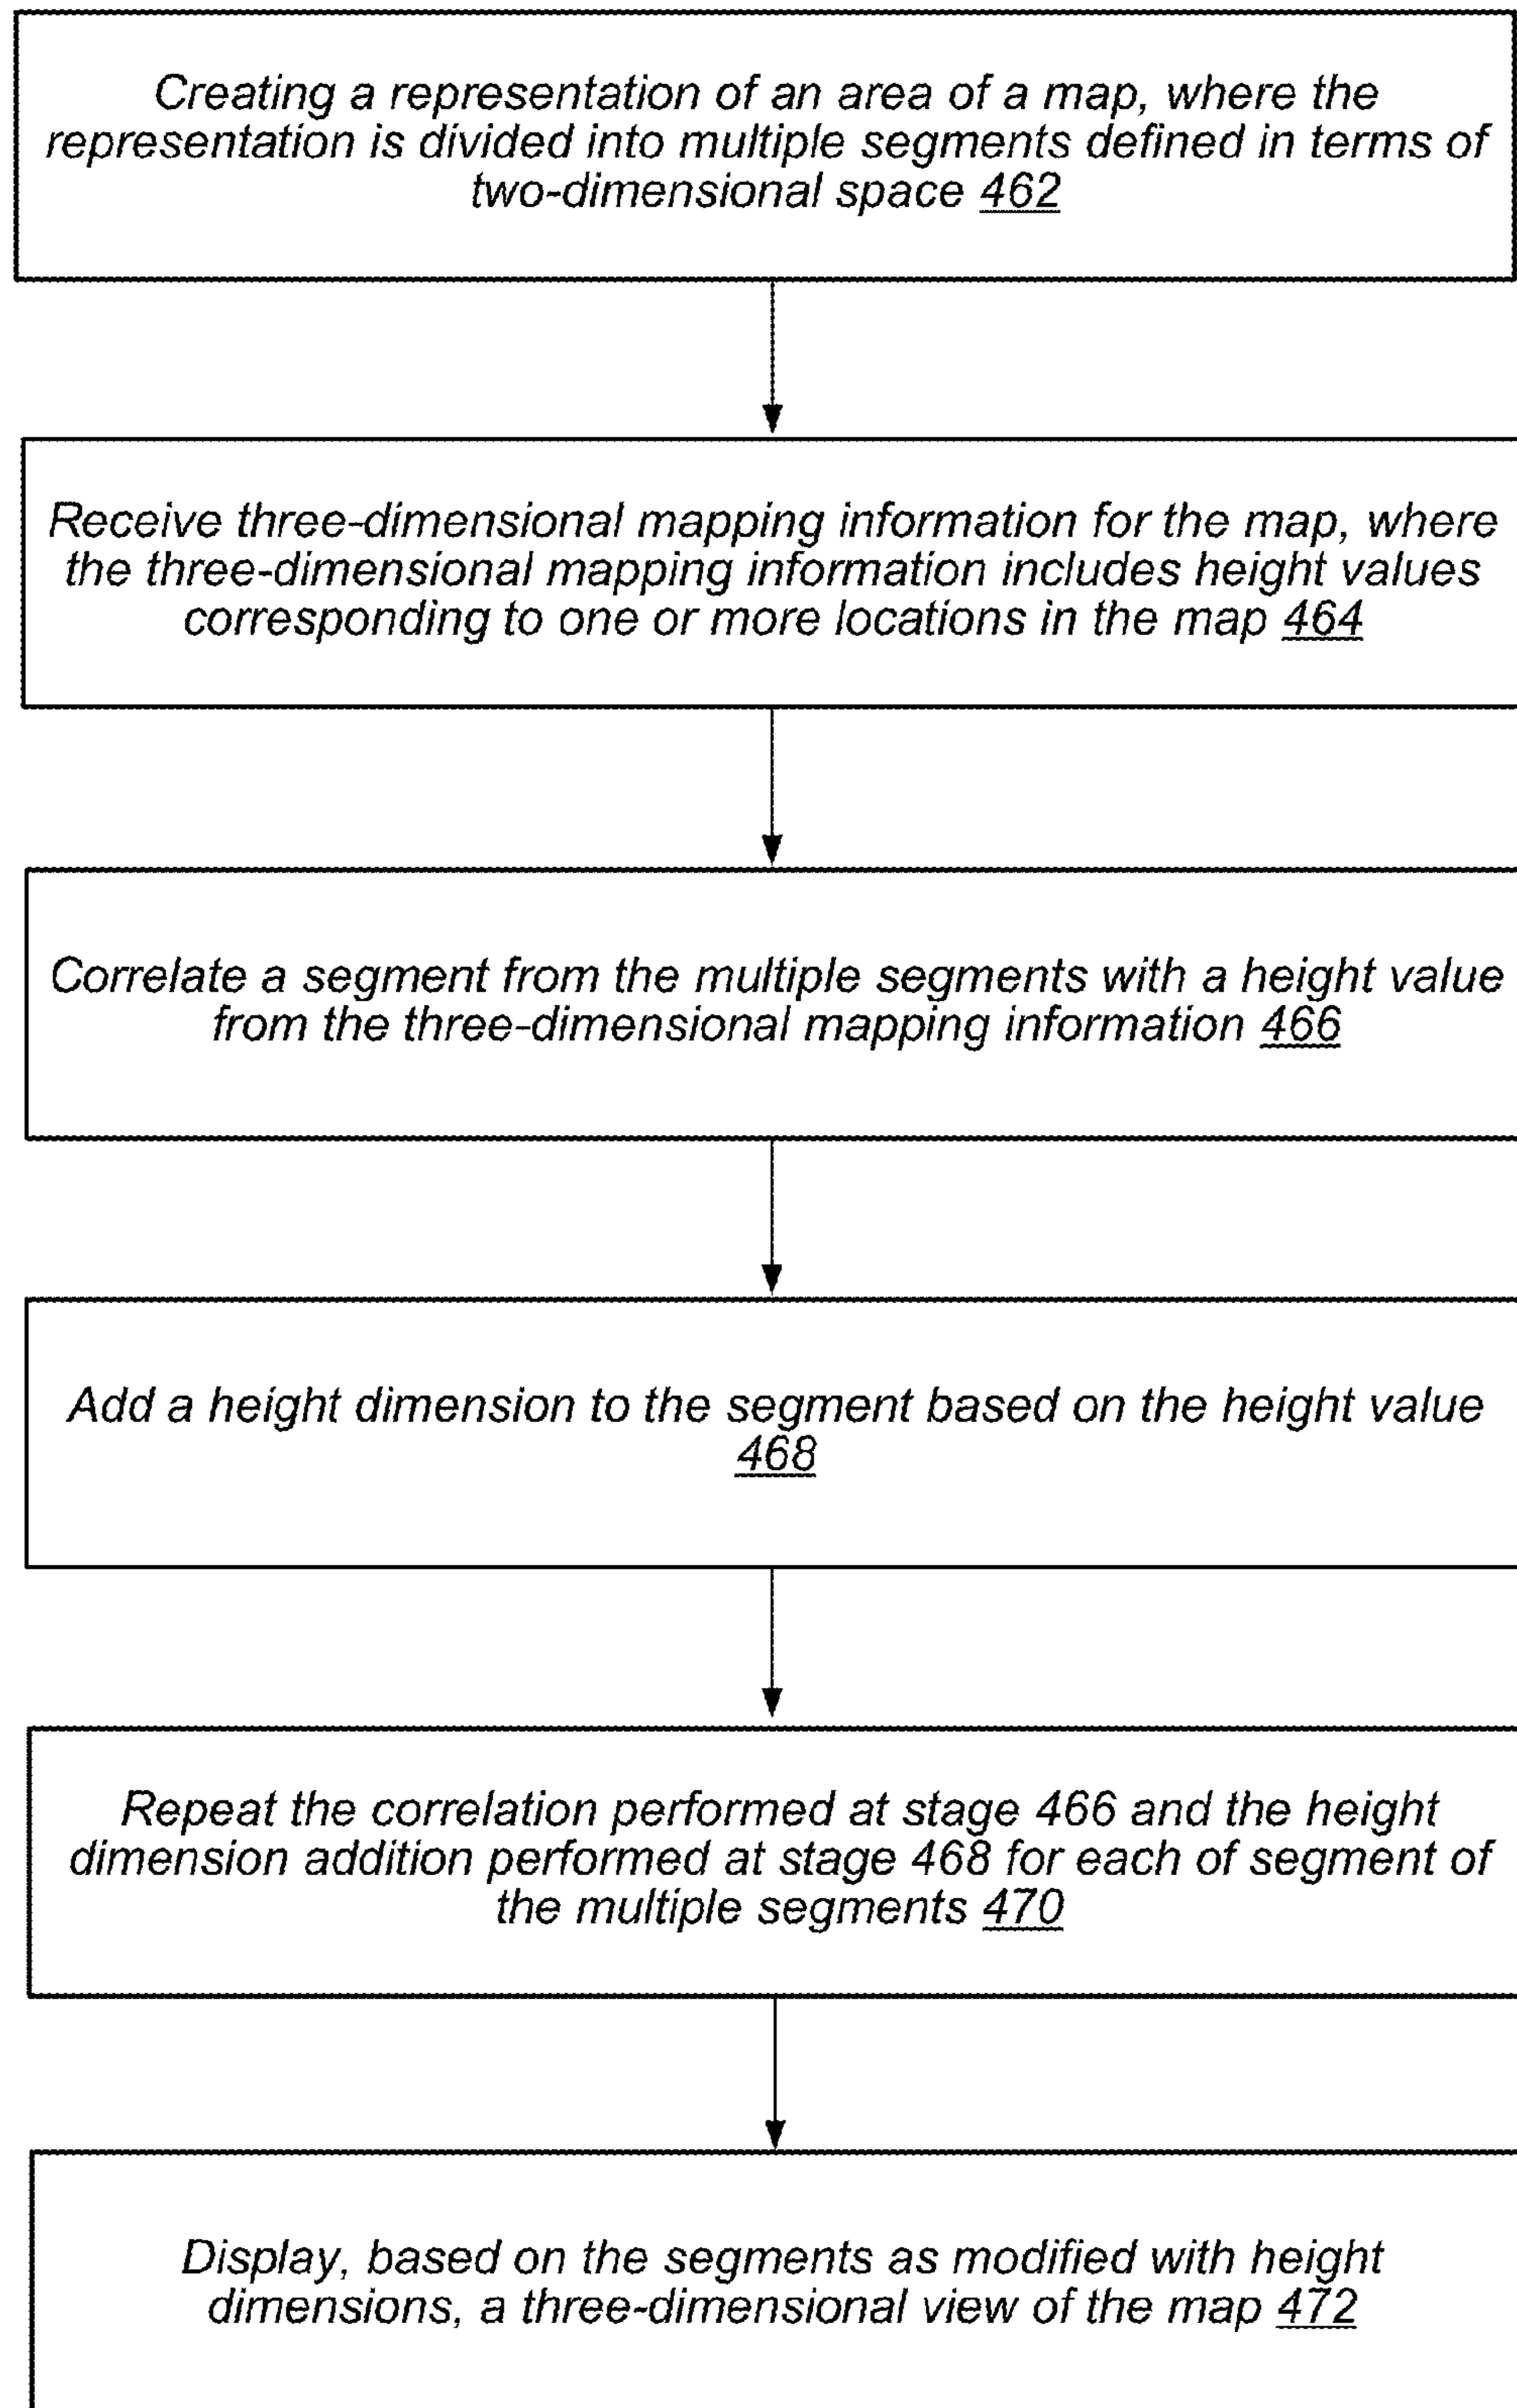 Creating a representation of an area of a map, where the
representation is divided into multiple segments defined in terms of
two-dimensional space 462
Receive three-dimensional mapping information for the map, where
the three-dimensional mapping information includes height values
corresponding to one or more locations in the map 464
Correlate a segment from the multiple segments with a height value
from the three-dimensional mapping information 466
Add a height dimension to the segment based on the height value
468
Repeat the correlation performed at stage 466 and the height
dimension addition performed at stage 468 for each of segment of
the multiple segments 470
Display, based on the segments as modified with height
dimensions, a three-dimensional view of the map 472